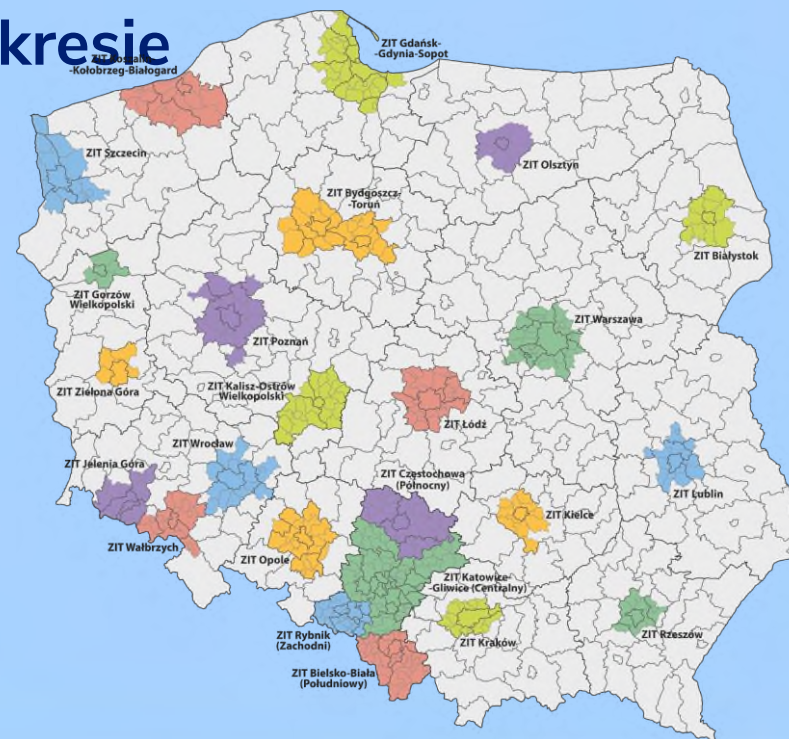 kresie
ZIT Gdańsk-
-Gdynia-Sopot
-Kołobrzeg-Białogard
ZIT Szczecin
ZIT Olsztyn
ZIT Bydgoszcz-
-Toruń
ZIT Białystok
ZIT Gorzów
Wielkopolski
ZIT Warszawa
ZIT Poznań
ZIT Zielona Góra
ZIT Kalisz-Ostrów
Wielkopolski
ZIT Łódź
ZIT Wrocław
ZIT Jelenia Góra
ZIT Częstochowa
(Północny)
ZIT Lublin
ZIT Kielce
ZIT Wałbrzych
ZIT Opole
ZIT Katowice-
-Gliwice (Centralny)
ZIT Rybnik
(Zachodni)
ZIT Kraków
ZIT Rzeszów
ZIT Bielsko-Biała
(Południowy)